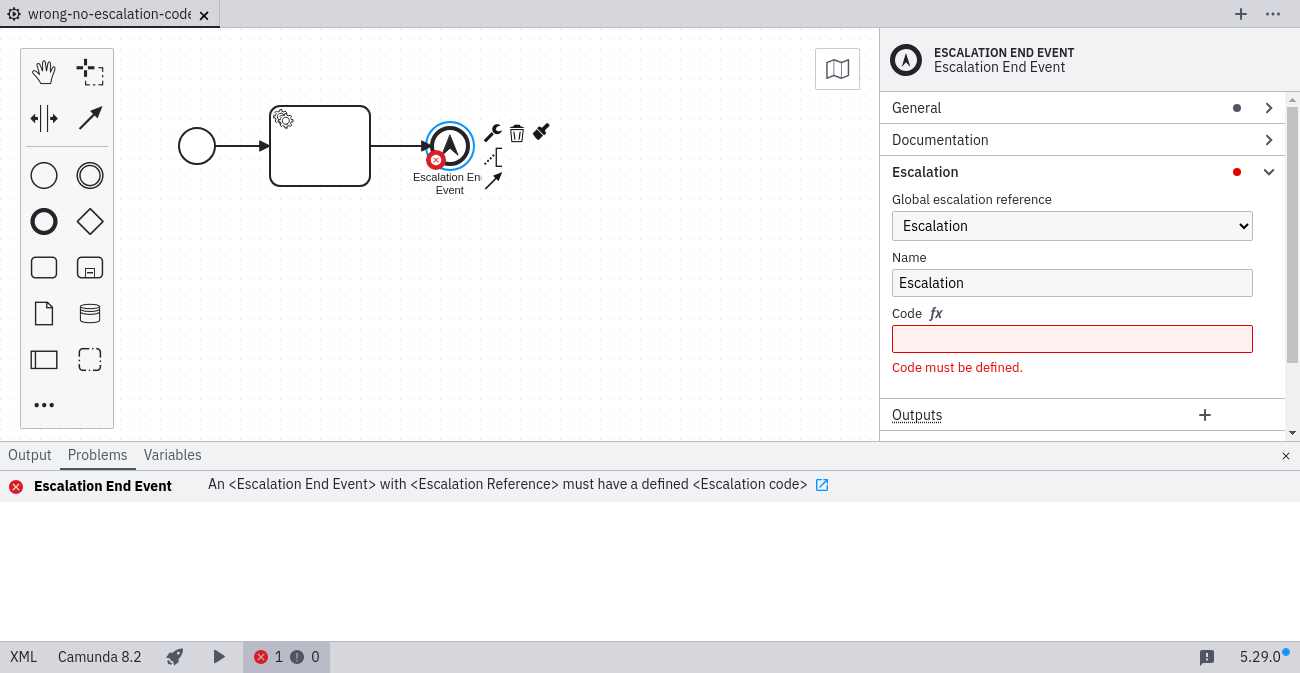 wrong-no-escalation-code
ESCALATION END EVENT
Escalation End Event
General
Documentation
Escalation
Global escalation reference
Escalation
Name
Escalation
Code fx
Code must be defined.
Outputs
Escalation En
Event
Output Problems Variables
Escalation End Event An <Escalation End Event> with <Escalation Reference> must have a defined <Escalation code>
XML Camunda 8.2 1 0 5.29.0